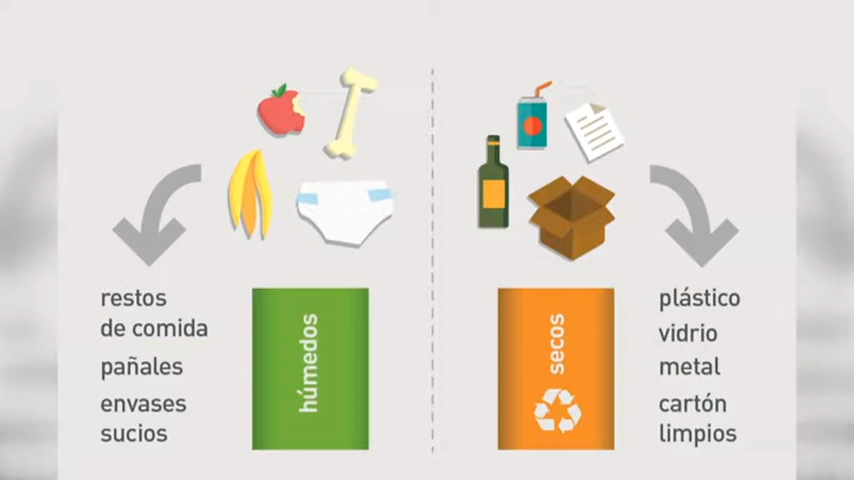 restos
de comida
pañales
envases
sucios
húmedos
secos
plástico
vidrio
metal
cartón
limpios